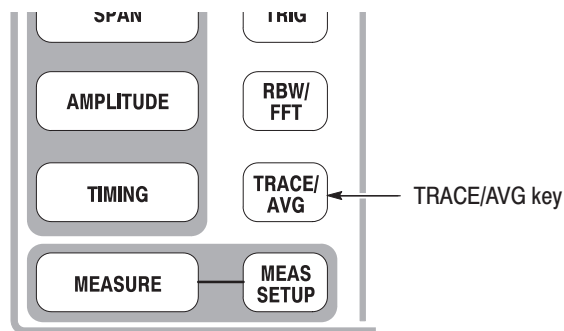 SPAN
TRIG
AMPLITUDE
RBW/
FFT
TIMING
TRACE/
AVG
TRACE/AVG key
MEASURE
MEAS
SETUP